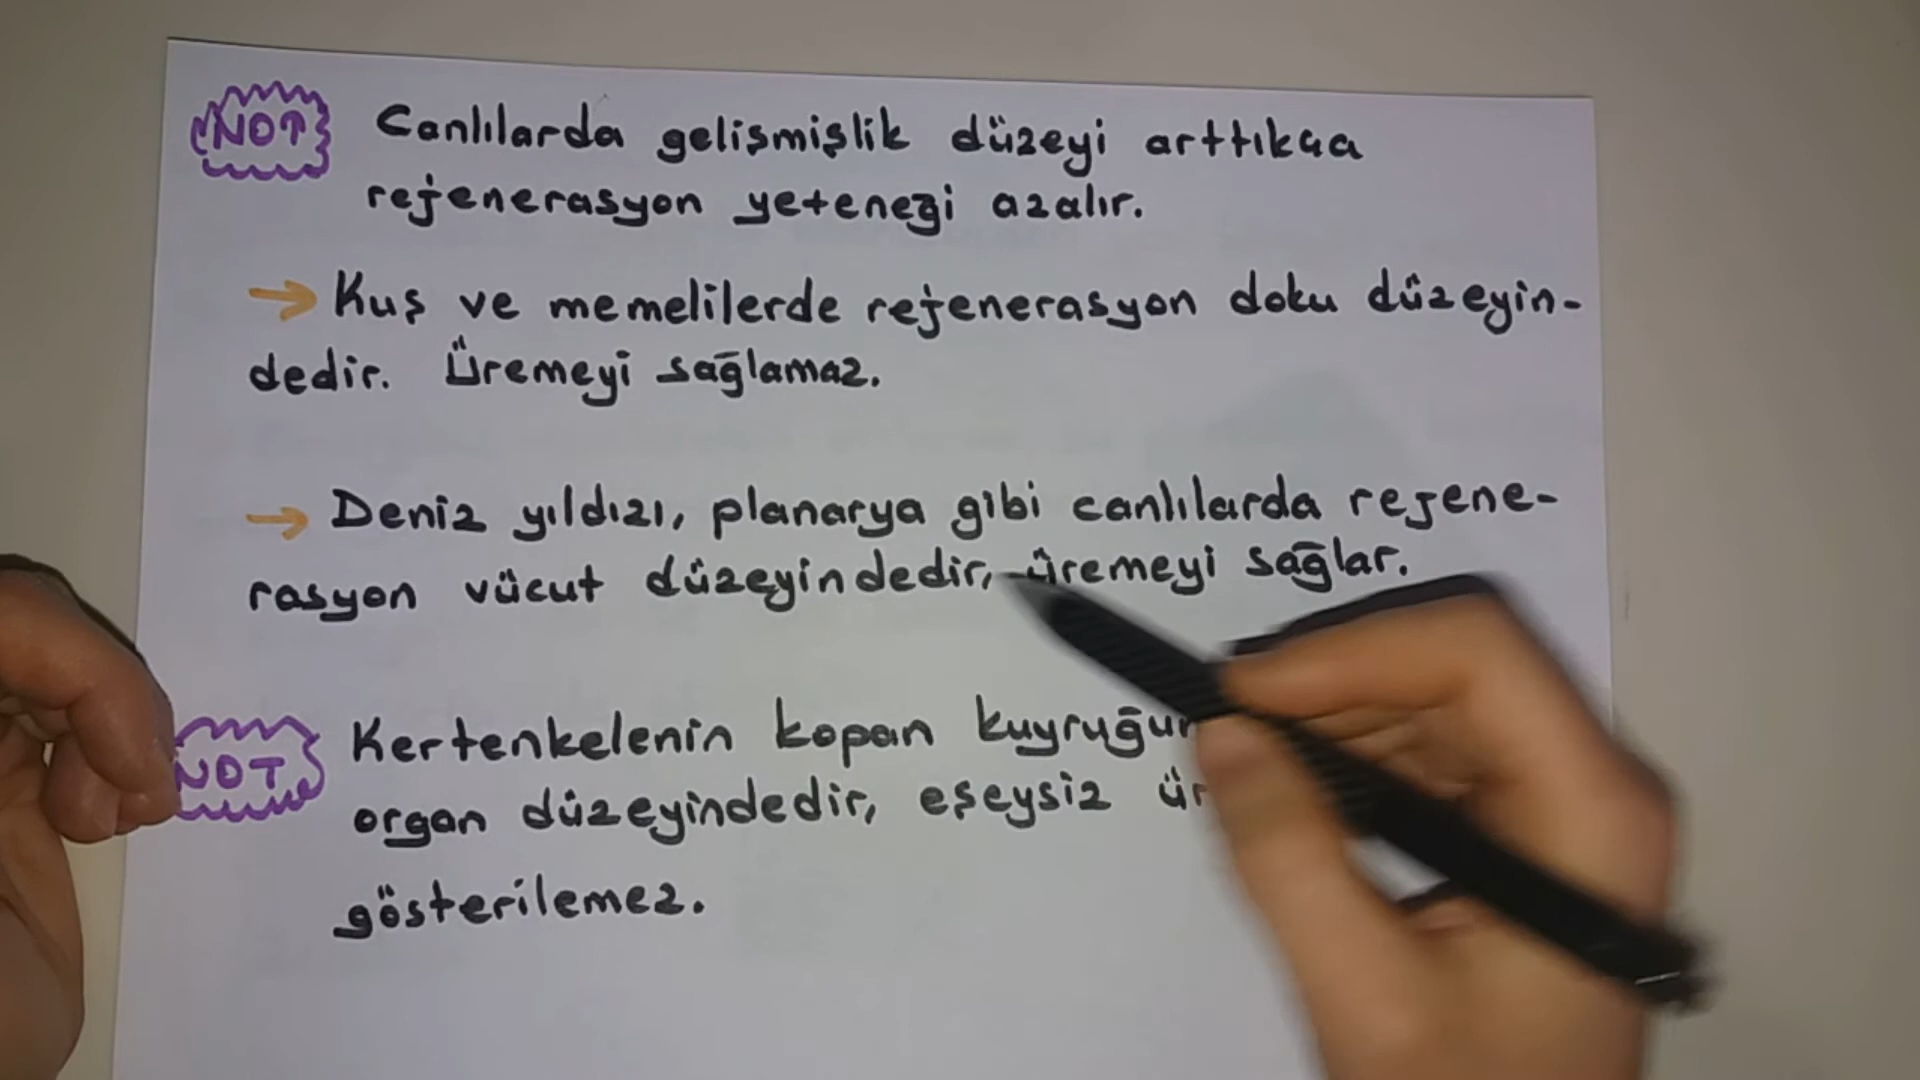 NOT Canlılarda gelişmişlik düzeyi arttıkça
rejenerasyon yeteneği azalır.
→ Kuş ve memelilerde rejenerasyon doku düzeyin-
dedir. Üremeyi sağlamaz.
→ Deniz yıldızı, planarya gibi canlılarda rejene-
rasyon vücut düzeyindedir, üremeyi sağlar.
NOT Kertenkelenin kopan
organ düzeyindedir, eşeysiz
gösterilemez.